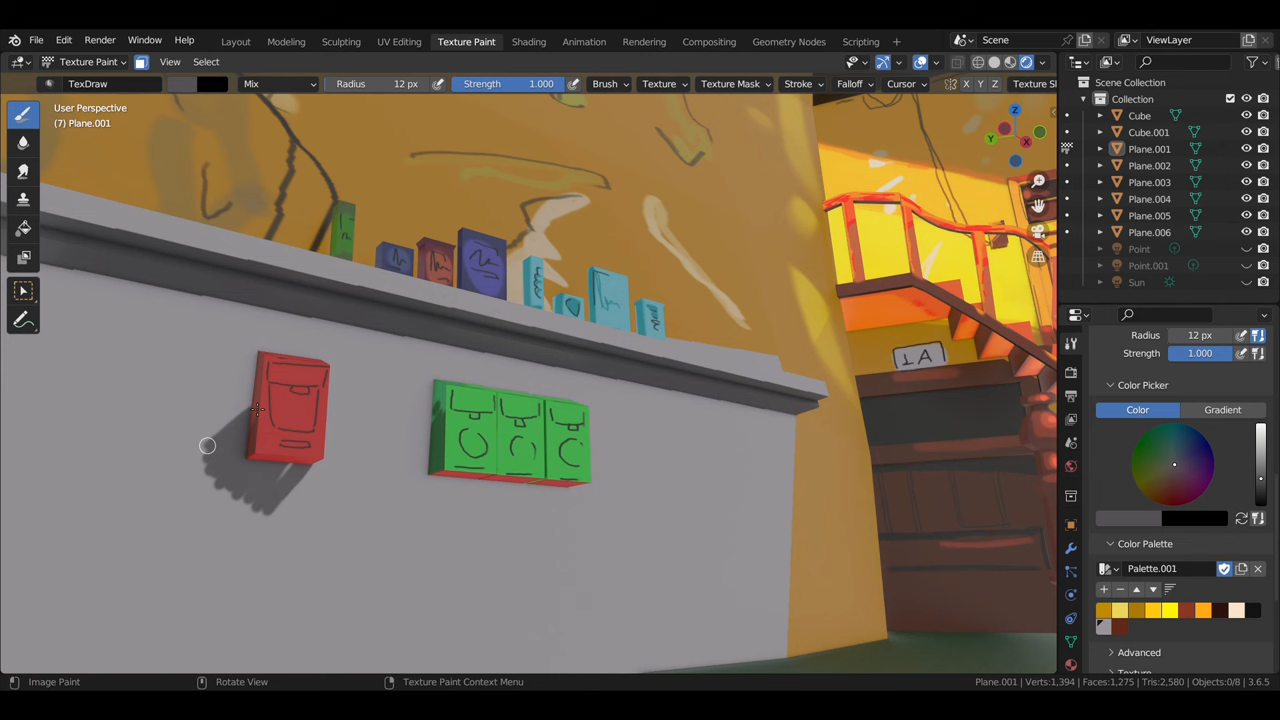 File Edit Render Window Help Layout Modeling Sculpting UV Editing Texture Paint Shading Animation Rendering Compositing Geometry Nodes Scripting + Scene ViewLayer
Texture Paint View Select
TexDraw Mix Radius 12 px Strength 1.000 Brush Texture Texture Mask Stroke Falloff Cursor X Y Z Texture Sl
User Perspective
(7) Plane.001
Z
Y
X
Scene Collection
Collection
Cube
Cube.001
Plane.001
Plane.002
Plane.003
Plane.004
Plane.005
Plane.006
Point
Point.001
Sun
Radius 12 px
Strength 1.000
Color Picker
Color Gradient
Color Palette
Palette.001
Advanced
Image Paint Rotate View Texture Paint Context Menu Plane.001 | Verts:1,394 | Faces:1,275 | Tris:2,580 | Objects:0/8 | 3.6.5